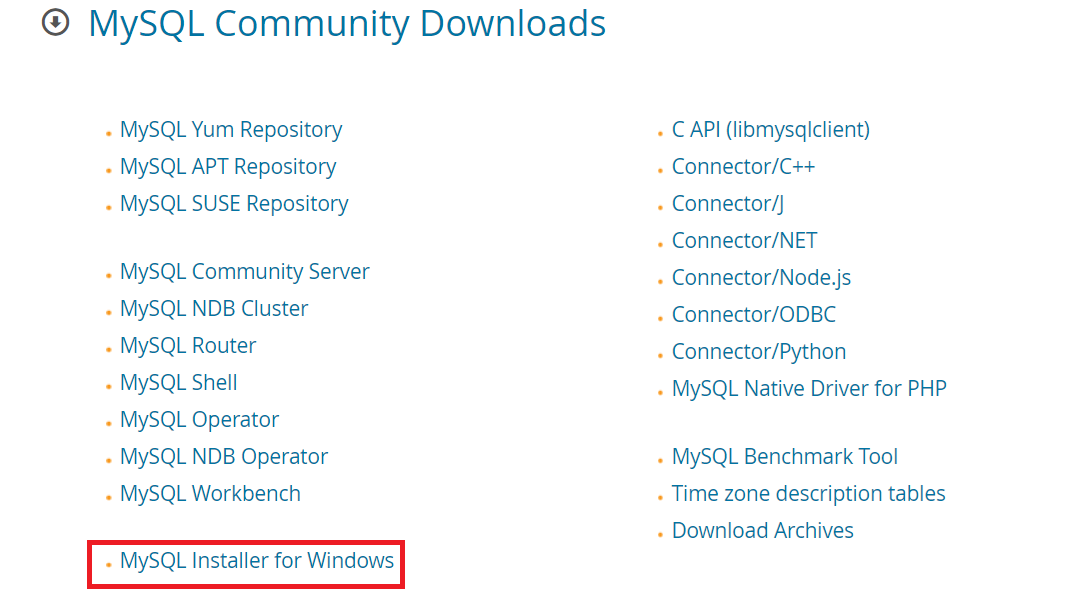 MySQL Community Downloads
MySQL Yum Repository
MySQL APT Repository
MySQL SUSE Repository
MySQL Community Server
MySQL NDB Cluster
MySQL Router
MySQL Shell
MySQL Operator
MySQL NDB Operator
MySQL Workbench
MySQL Installer for Windows
C API (libmysqlclient)
Connector/C++
Connector/J
Connector/NET
Connector/Node.js
Connector/ODBC
Connector/Python
MySQL Native Driver for PHP
MySQL Benchmark Tool
Time zone description tables
Download Archives